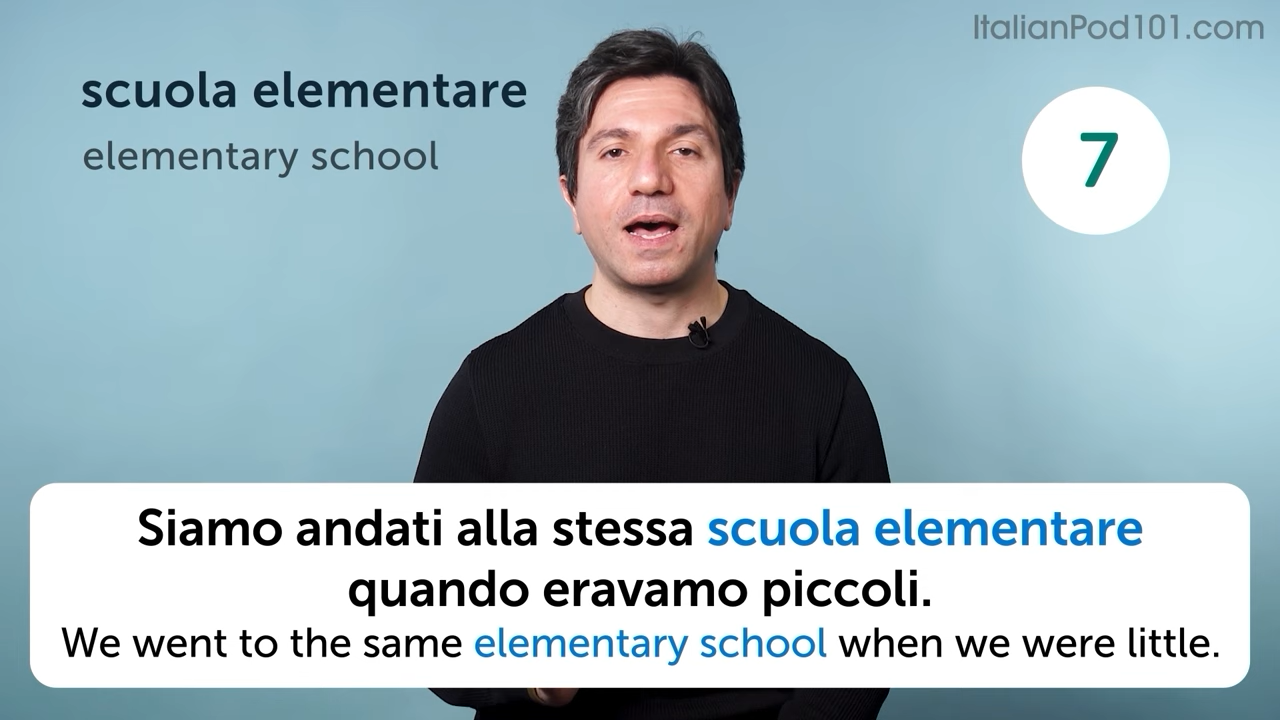 ItalianPod101.com
scuola elementare
elementary school
7
Siamo andati alla stessa scuola elementare
quando eravamo piccoli.
We went to the same elementary school when we were little.